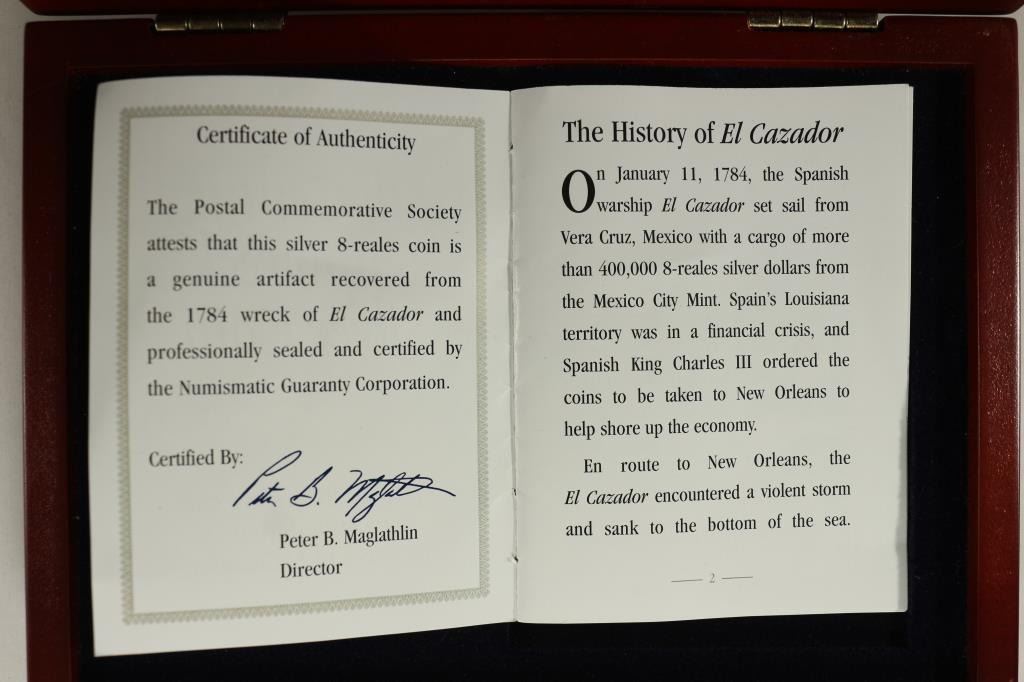 Certificate of Authenticity
The Postal Commemorative Society
attests that this silver 8-reales coin is
a genuine artifact recovered from
the 1784 wreck of El Cazador and
professionally sealed and certified by
the Numismatic Guaranty Corporation.
Certified By:
Peter B. Maglathlin
Peter B. Maglathlin
Director
The History of El Cazador
On January 11, 1784, the Spanish
warship El Cazador set sail from
Vera Cruz, Mexico with a cargo of more
than 400,000 8-reales silver dollars from
the Mexico City Mint. Spain's Louisiana
territory was in a financial crisis, and
Spanish King Charles III ordered the
coins to be taken to New Orleans to
help shore up the economy.
En route to New Orleans, the
El Cazador encountered a violent storm
and sank to the bottom of the sea.
2